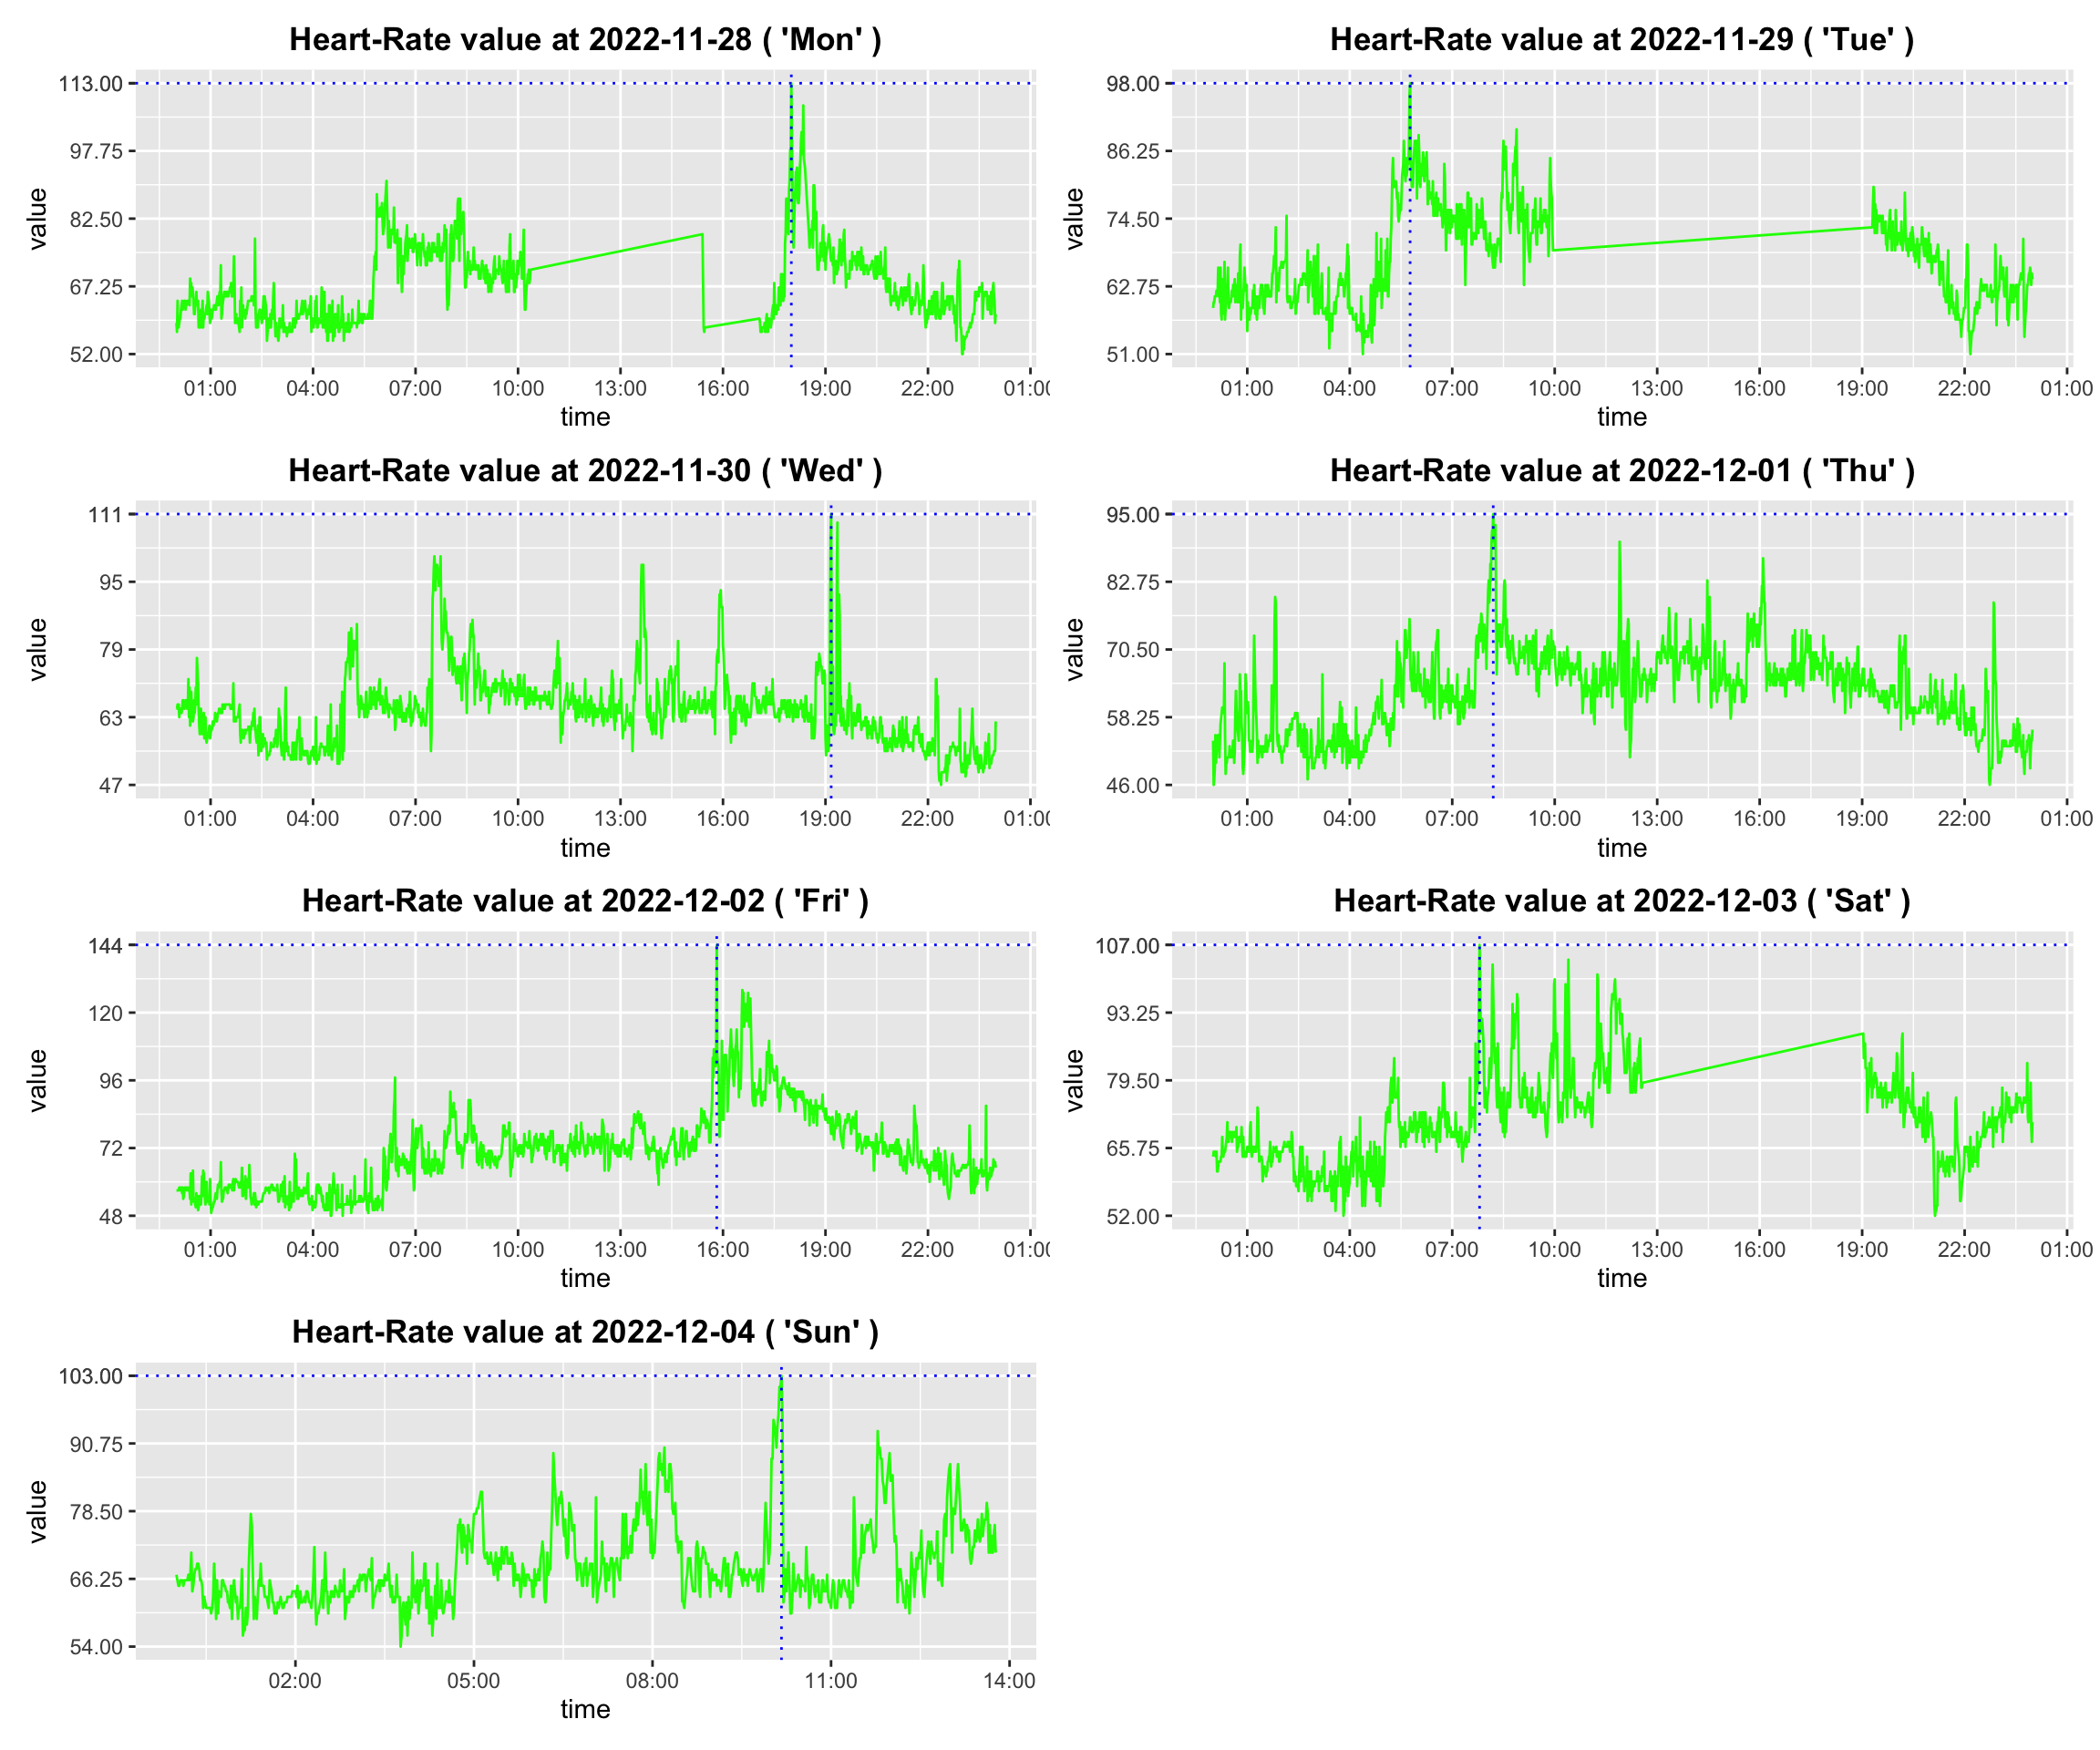 Heart-Rate value at 2022-11-28 ( 'Mon' )
113.00
97.75
82.50
67.25
52.00
value
01:00 04:00 07:00 10:00 13:00 16:00 19:00 22:00 01:00
time
Heart-Rate value at 2022-11-29 ( 'Tue' )
98.00
86.25
74.50
62.75
51.00
value
01:00 04:00 07:00 10:00 13:00 16:00 19:00 22:00 01:00
time
Heart-Rate value at 2022-11-30 ( 'Wed' )
111
95
79
63
47
value
01:00 04:00 07:00 10:00 13:00 16:00 19:00 22:00 01:00
time
Heart-Rate value at 2022-12-01 ( 'Thu' )
95.00
82.75
70.50
58.25
46.00
value
01:00 04:00 07:00 10:00 13:00 16:00 19:00 22:00 01:00
time
Heart-Rate value at 2022-12-02 ( 'Fri' )
144
120
96
72
48
value
01:00 04:00 07:00 10:00 13:00 16:00 19:00 22:00 01:00
time
Heart-Rate value at 2022-12-03 ( 'Sat' )
107.00
93.25
79.50
65.75
52.00
value
01:00 04:00 07:00 10:00 13:00 16:00 19:00 22:00 01:00
time
Heart-Rate value at 2022-12-04 ( 'Sun' )
103.00
90.75
78.50
66.25
54.00
value
02:00 05:00 08:00 11:00 14:00
time